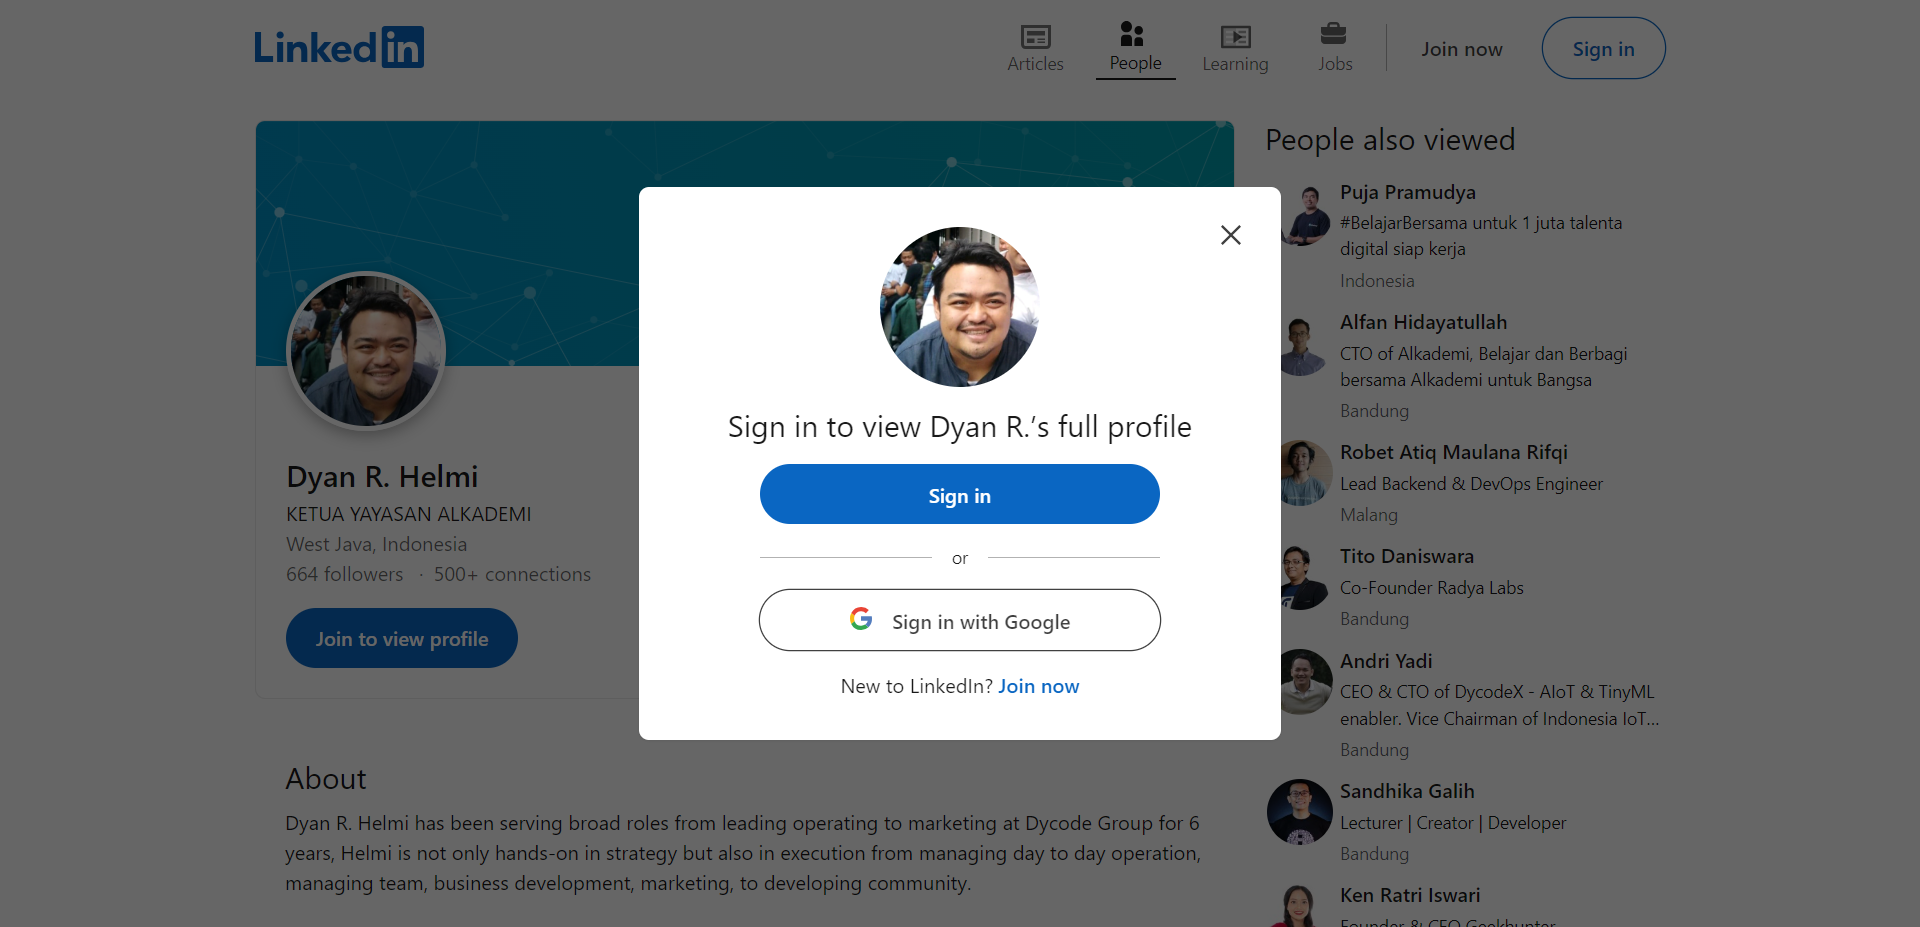 LinkedIn
Articles
People
Learning
Jobs
Join now
Sign in
Dyan R. Helmi
KETUA YAYASAN ALKADEMI
West Java, Indonesia
664 followers · 500+ connections
Join to view profile
About
Dyan R. Helmi has been serving broad roles from leading operating to marketing at Dycode Group for 6
years, Helmi is not only hands-on in strategy but also in execution from managing day to day operation,
managing team, business development, marketing, to developing community.
Sign in to view Dyan R.’s full profile
Sign in
or
Sign in with Google
New to LinkedIn? Join now
People also viewed
Puja Pramudya
#BelajarBersama untuk 1 juta talenta
digital siap kerja
Indonesia
Alfan Hidayatullah
CTO of Alkademi, Belajar dan Berbagi
bersama Alkademi untuk Bangsa
Bandung
Robet Atiq Maulana Rifqi
Lead Backend & DevOps Engineer
Malang
Tito Daniswara
Co-Founder Radya Labs
Bandung
Andri Yadi
CEO & CTO of DycodeX - AIoT & TinyML
enabler. Vice Chairman of Indonesia IoT...
Bandung
Sandhika Galih
Lecturer | Creator | Developer
Bandung
Ken Ratri Iswari
Founder & CEO Geekhunter